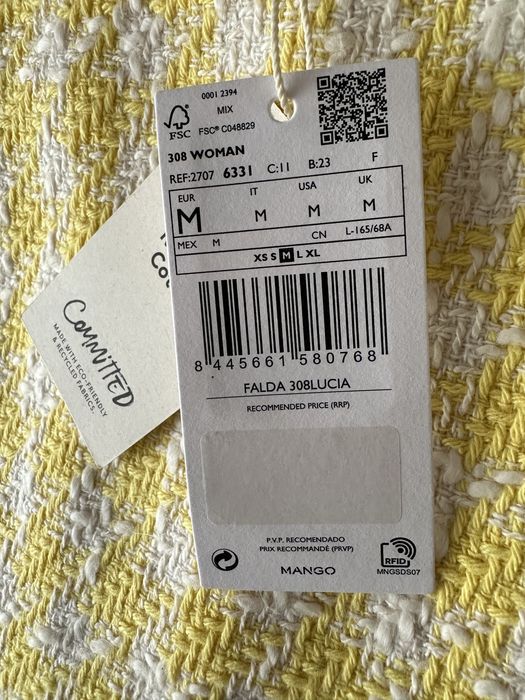 0001 2394
MIX
FSC
FSC® C048829
308 WOMAN
REF:2707 6331 C:11 B:23 F
EUR IT USA UK
M M M M
MEX M CN L-165/68A
XS S M L XL
8 445661 580768
FALDA 308LUCIA
RECOMMENDED PRICE (RRP)
P.V.P. RECOMENDADO
PRIX RECOMMANDÉ (PRVP)
MANGO
RFID
MNGSDS07
COMMITTED
MADE WITH ECO-FRIENDLY
& RECYCLED FABRICS.